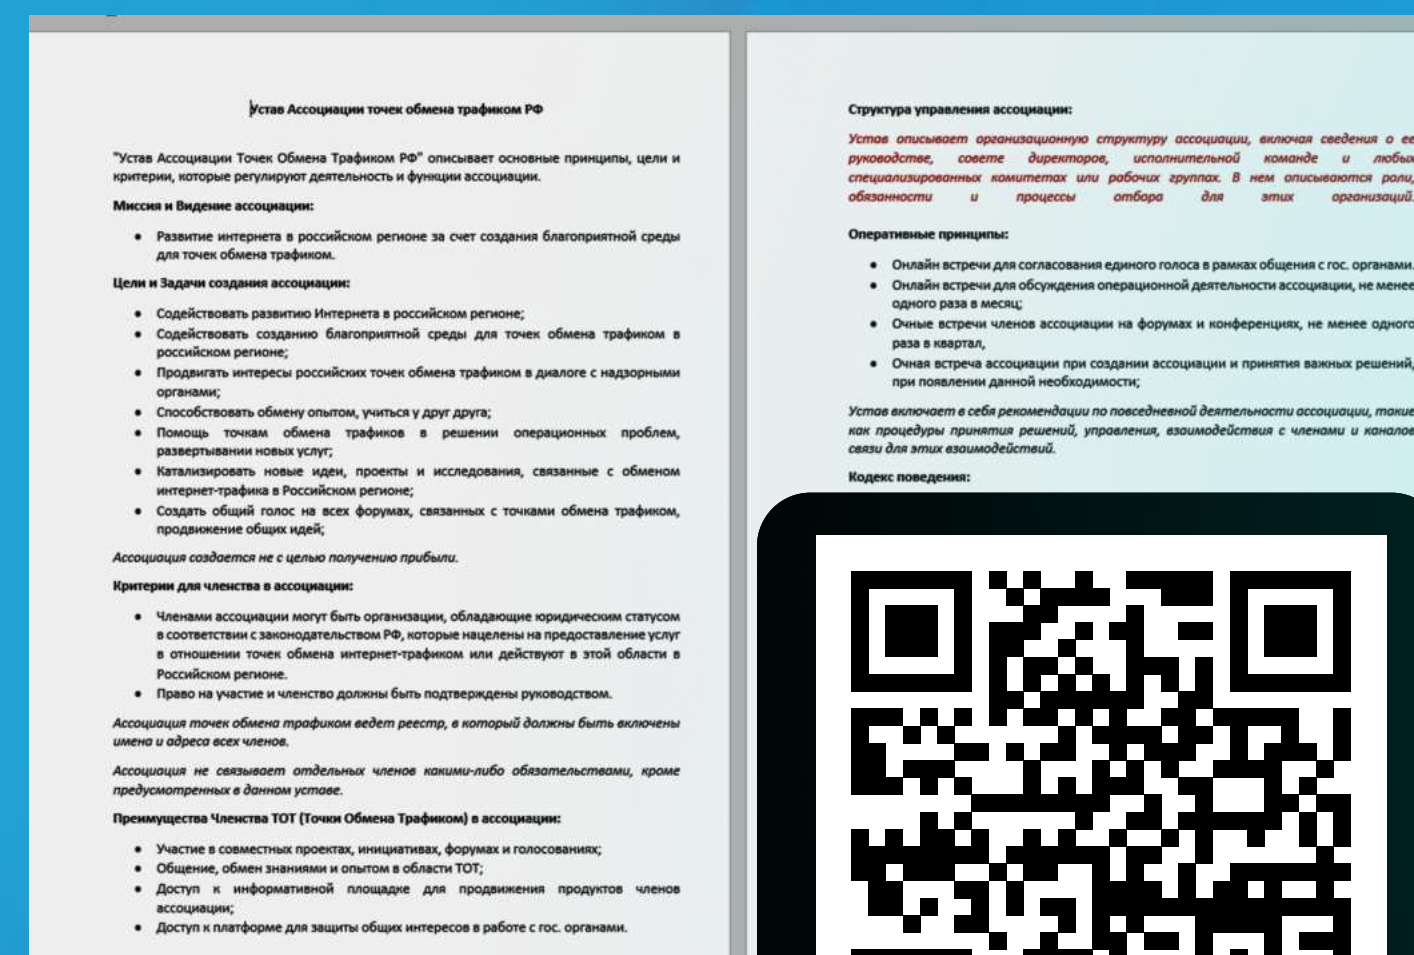 Устав Ассоциации точек обмена трафиком РФ
"Устав Ассоциации Точек Обмена Трафиком РФ" описывает основные принципы, цели и
критерии, которые регулируют деятельность и функции ассоциации.
Миссия и Видение ассоциации:
• Развитие интернета в российском регионе за счет создания благоприятной среды
для точек обмена трафиком.
Цели и Задачи создания ассоциации:
• Содействовать развитию Интернета в российском регионе;
• Содействовать созданию благоприятной среды для точек обмена трафиком в
российском регионе;
• Продвигать интересы российских точек обмена трафиком в диалоге с надзорными
органами;
• Способствовать обмену опытом, учиться у друг друга;
• Помощь точкам обмена трафиков в решении операционных проблем,
развертывании новых услуг;
• Катализировать новые идеи, проекты и исследования, связанные с обменом
интернет-трафика в Российском регионе;
• Создать общий голос на всех форумах, связанных с точками обмена трафиком,
продвижение общих идей;
Ассоциация создается не с целью получению прибыли.
Критерии для членства в ассоциации:
• Членами ассоциации могут быть организации, обладающие юридическим статусом
в соответствии с законодательством РФ, которые нацелены на предоставление услуг
в отношении точек обмена интернет-трафиком или действуют в этой области в
Российском регионе.
• Право на участие и членство должны быть подтверждены руководством.
Ассоциация точек обмена трафиком ведет реестр, в который должны быть включены
имена и адреса всех членов.
Ассоциация не связывает отдельных членов какими-либо обязательствами, кроме
предусмотренных в данном уставе.
Преимущества Членства ТОТ (Точки Обмена Трафиком) в ассоциации:
• Участие в совместных проектах, инициативах, форумах и голосованиях;
• Общение, обмен знаниями и опытом в области ТОТ;
• Доступ к информативной площадке для продвижения продуктов членов
ассоциации;
• Доступ к платформе для защиты общих интересов в работе с гос. органами.
Структура управления ассоциации:
Устав описывает организационную структуру ассоциации, включая сведения о ее
руководстве, совете директоров, исполнительной команде и любых
специализированных комитетах или рабочих группах. В нем описываются роли,
обязанности и процессы отбора для этих организаций.
Оперативные принципы:
• Онлайн встречи для согласования единого голоса в рамках общения с гос. органами.
• Онлайн встречи для обсуждения операционной деятельности ассоциации, не менее
одного раза в месяц;
• Очные встречи членов ассоциации на форумах и конференциях, не менее одного
раза в квартал,
• Очная встреча ассоциации при создании ассоциации и принятия важных решений,
при появлении данной необходимости;
Устав включает в себя рекомендации по повседневной деятельности ассоциации, такие
как процедуры принятия решений, управления, взаимодействия с членами и каналов
связи для этих взаимодействий.
Кодекс поведения: